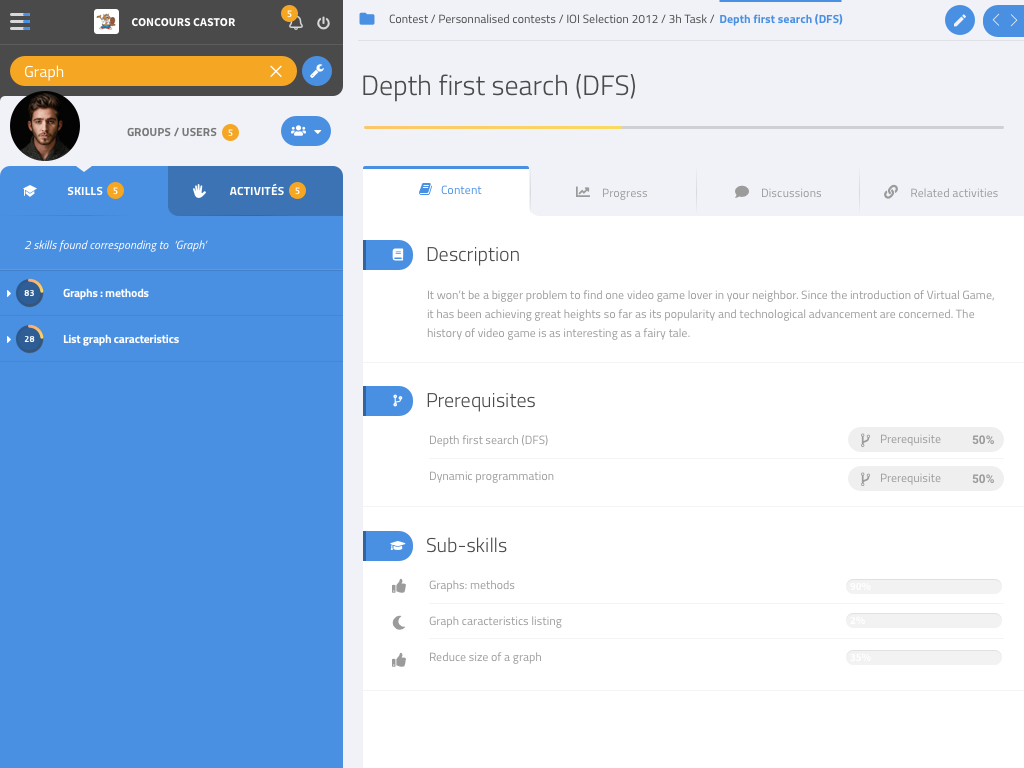 CONCOURS CASTOR
5
Graph
GROUPS / USERS 5
SKILLS 5
ACTIVITÉS 5
2 skills found corresponding to 'Graph'
83 Graphs : methods
28 List graph caracteristics
Contest / Personnalised contests / IOI Selection 2012 / 3h Task / Depth first search (DFS)
Depth first search (DFS)
Content
Progress
Discussions
Related activities
Description
It won't be a bigger problem to find one video game lover in your neighbor. Since the introduction of Virtual Game,
it has been achieving great heights so far as its popularity and technological advancement are concerned. The
history of video game is as interesting as a fairy tale.
Prerequisites
Depth first search (DFS) Prerequisite 50%
Dynamic programmation Prerequisite 50%
Sub-skills
Graphs: methods
Graph caracteristics listing 2%
Reduce size of a graph